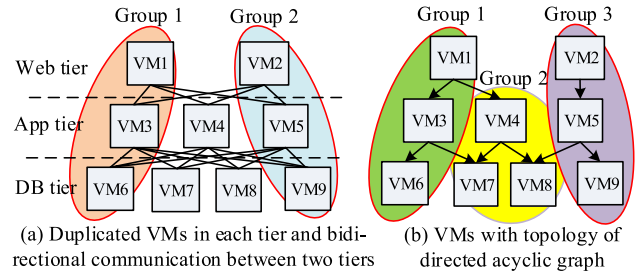 Group 1 Group 2 Group 1 Group 3
Web tier VM1 VM2 VM1 VM2
Group 2
App tier VM3 VM4 VM5 VM3 VM4 VM5
DB tier VM6 VM7 VM8 VM9 VM6 VM7 VM8 VM9
(a) Duplicated VMs in each tier and bidi-
rectional communication between two tiers
(b) VMs with topology of
directed acyclic graph